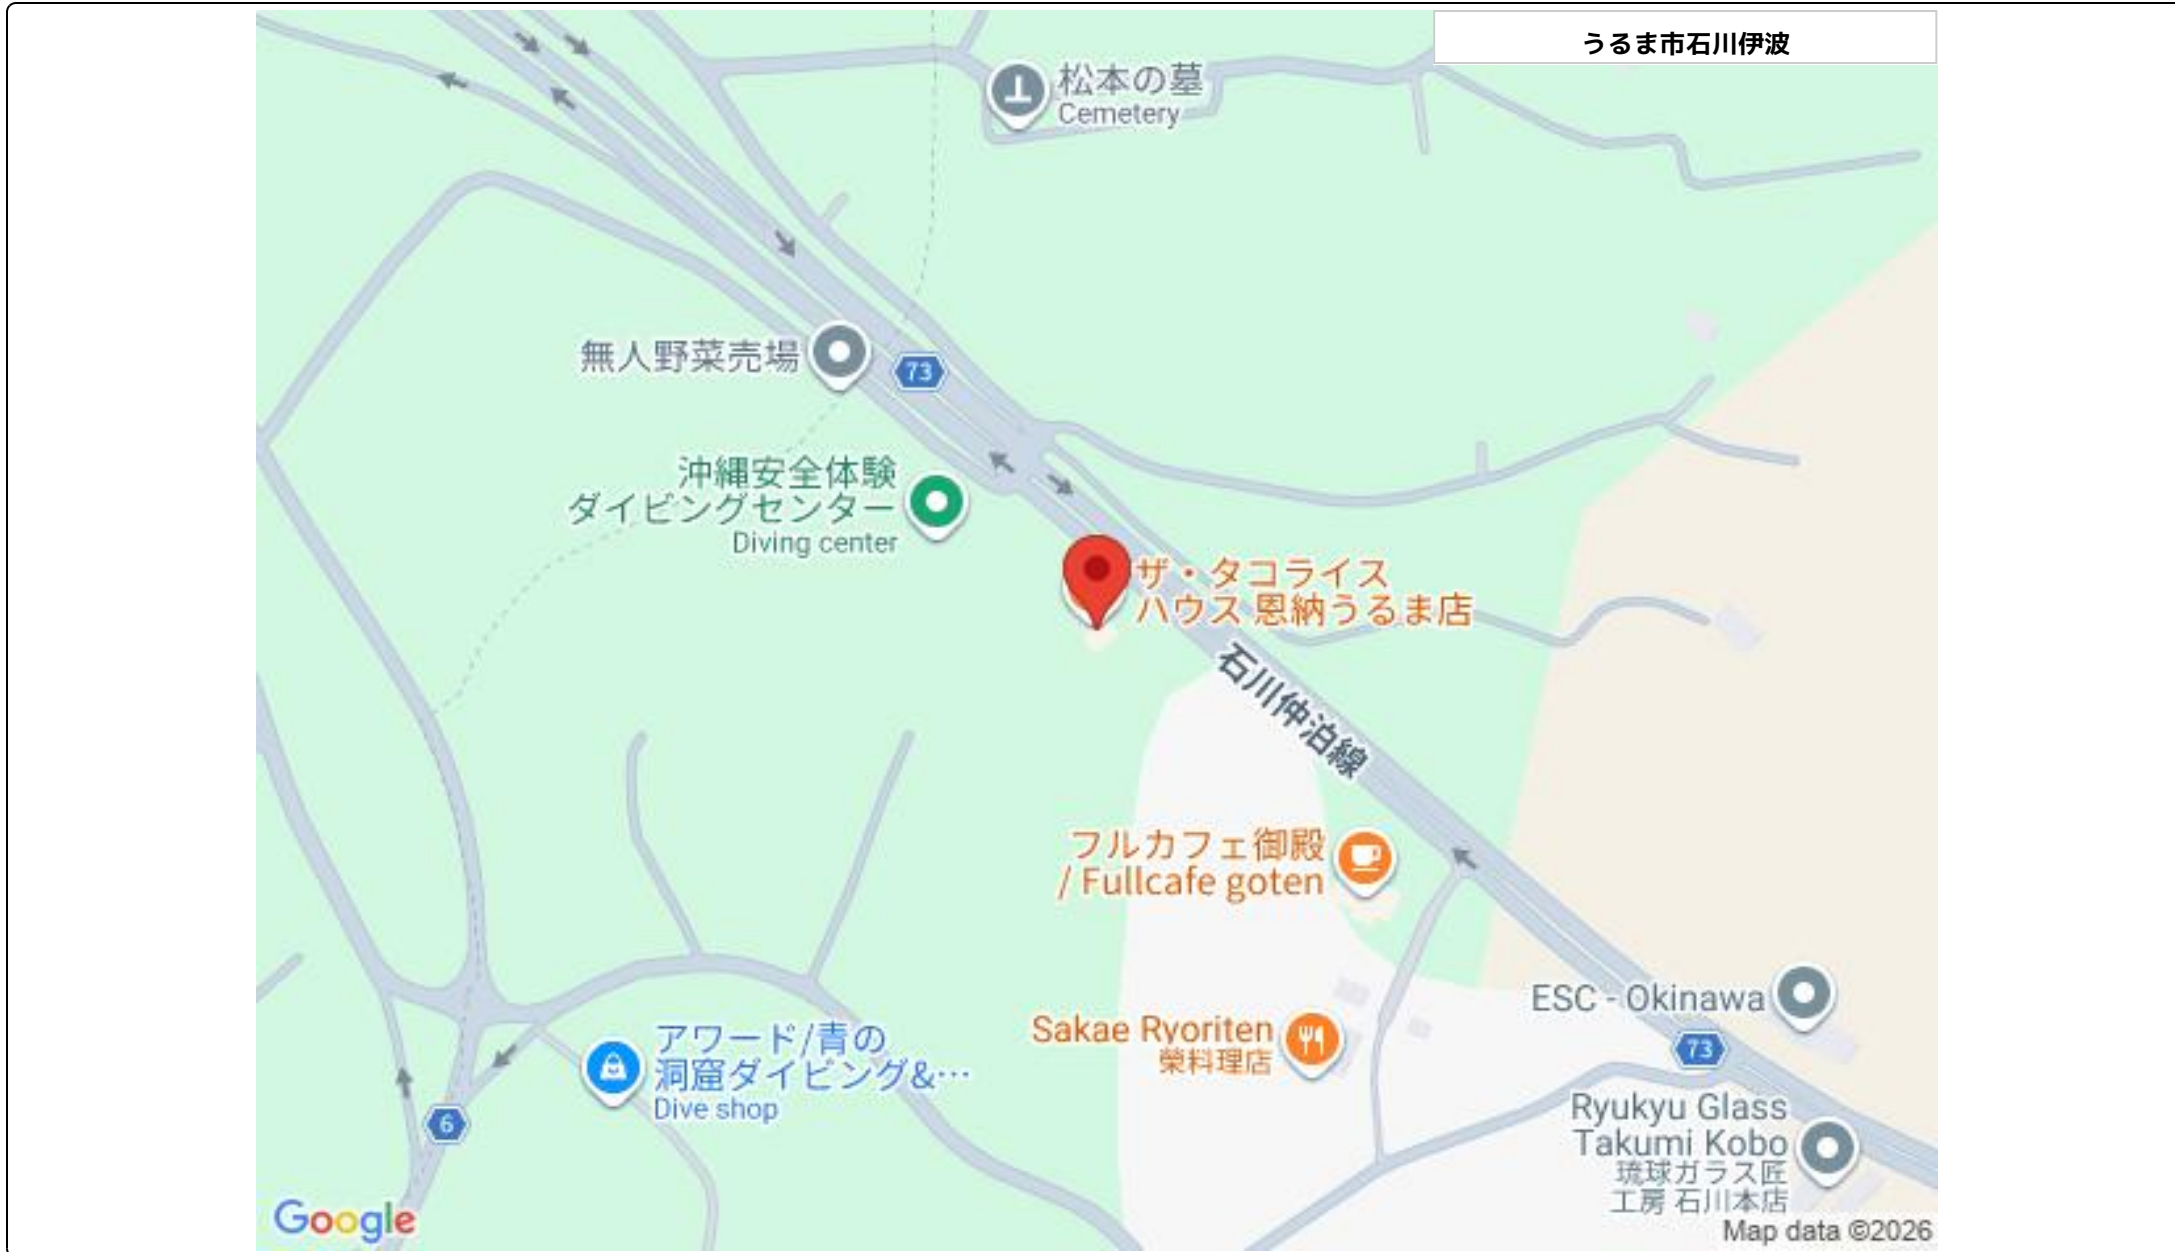 うるま市石川伊波
松本の墓
Cemetery
無人野菜売場
73
沖縄安全体験
ダイビングセンター
Diving center
ザ・タコライス
ハウス 恩納うるま店
石川仲泊線
フルカフェ御殿
/ Fullcafe goten
ESC - Okinawa
Sakae Ryoriten
榮料理店
73
アワード/青の
洞窟ダイビング&…
Dive shop
6
Ryukyu Glass
Takumi Kobo
琉球ガラス匠
工房 石川本店
Google
Map data ©2026